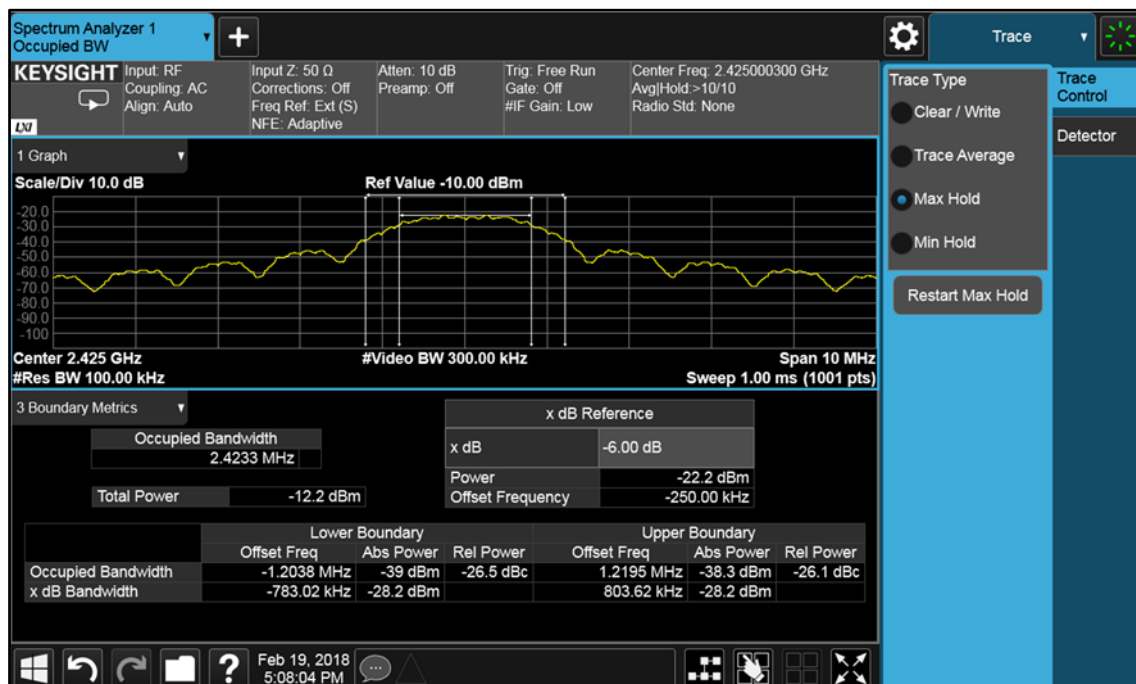 Spectrum Analyzer 1
Occupied BW
+
Trace
KEYSIGHT
LXI
Input: RF
Coupling: AC
Align: Auto
Input Z: 50 Ω
Corrections: Off
Freq Ref: Ext (S)
NFE: Adaptive
Atten: 10 dB
Preamp: Off
Trig: Free Run
Gate: Off
#IF Gain: Low
Center Freq: 2.425000300 GHz
Avg|Hold:>10/10
Radio Std: None
Trace Type
Clear / Write
Trace Average
Max Hold
Min Hold
Restart Max Hold
Trace
Control
Detector
1 Graph
Scale/Div 10.0 dB
Ref Value -10.00 dBm
-20.0
-30.0
-40.0
-50.0
-60.0
-70.0
-80.0
-90.0
-100
Center 2.425 GHz
#Video BW 300.00 kHz
Span 10 MHz
#Res BW 100.00 kHz
Sweep 1.00 ms (1001 pts)
3 Boundary Metrics
Occupied Bandwidth
2.4233 MHz
Total Power -12.2 dBm
x dB Reference
x dB -6.00 dB
Power -22.2 dBm
Offset Frequency -250.00 kHz
Lower Boundary Upper Boundary
Offset Freq Abs Power Rel Power Offset Freq Abs Power Rel Power
Occupied Bandwidth -1.2038 MHz -39 dBm -26.5 dBc 1.2195 MHz -38.3 dBm -26.1 dBc
x dB Bandwidth -783.02 kHz -28.2 dBm 803.62 kHz -28.2 dBm
?
Feb 19, 2018
5:08:04 PM